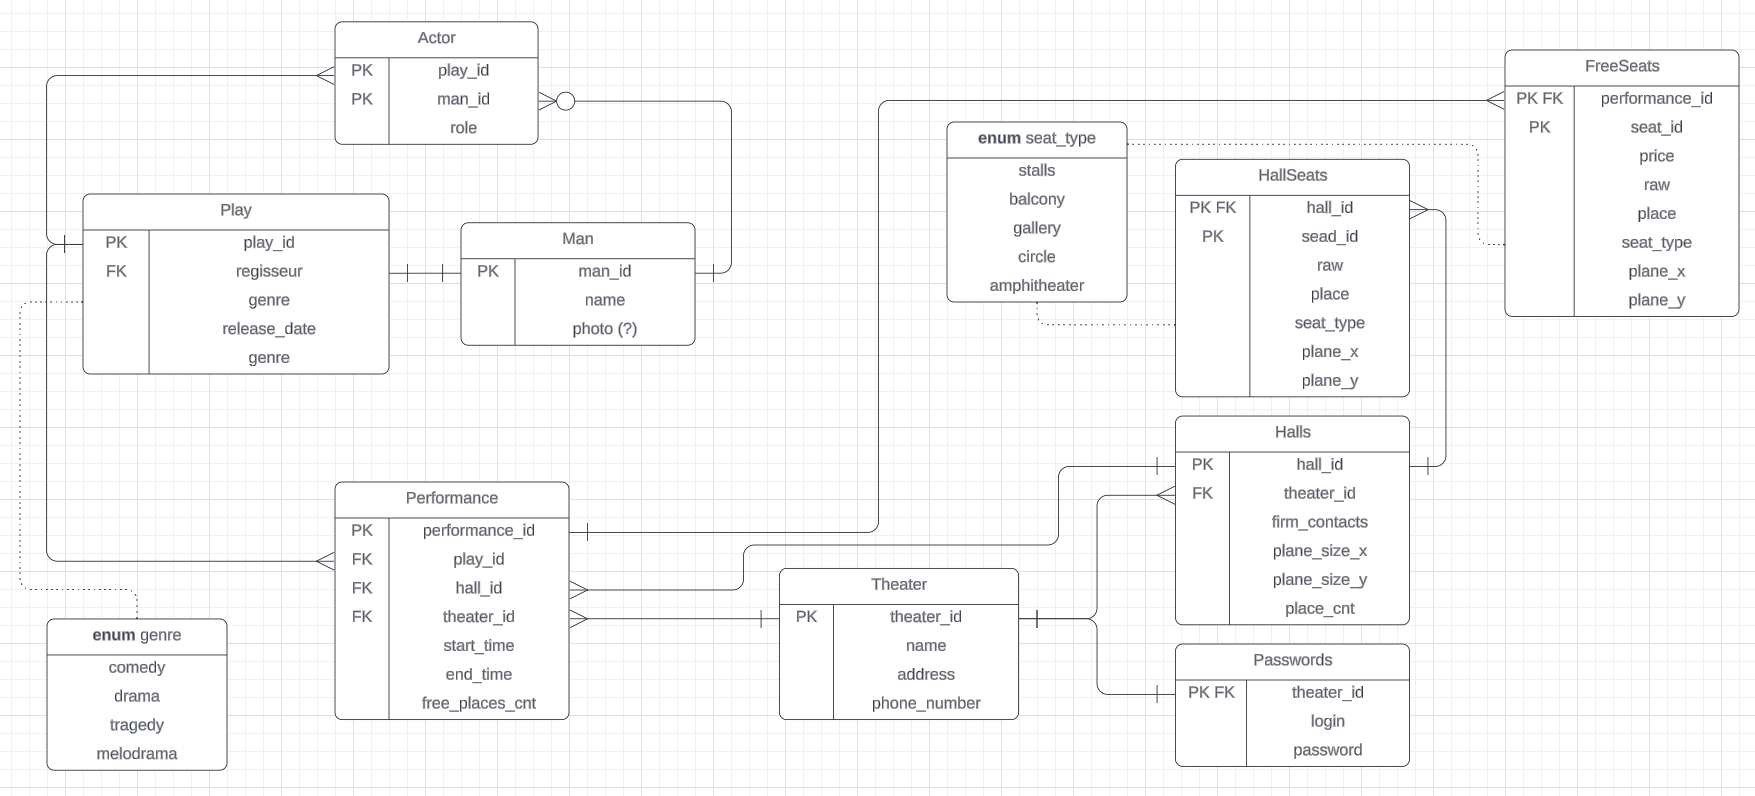 Actor
PK play_id
PK man_id
role
FreeSeats
PK FK performance_id
PK seat_id
price
raw
place
seat_type
plane_x
plane_y
enum seat_type
stalls
balcony
gallery
circle
amphitheater
HallSeats
PK FK hall_id
PK sead_id
raw
place
seat_type
plane_x
plane_y
Play
PK play_id
FK regisseur
genre
release_date
genre
Man
PK man_id
name
photo (?)
Halls
PK hall_id
FK theater_id
firm_contacts
plane_size_x
plane_size_y
place_cnt
Performance
PK performance_id
FK play_id
FK hall_id
FK theater_id
start_time
end_time
free_places_cnt
Theater
PK theater_id
name
address
phone_number
enum genre
comedy
drama
tragedy
melodrama
Passwords
PK FK theater_id
login
password